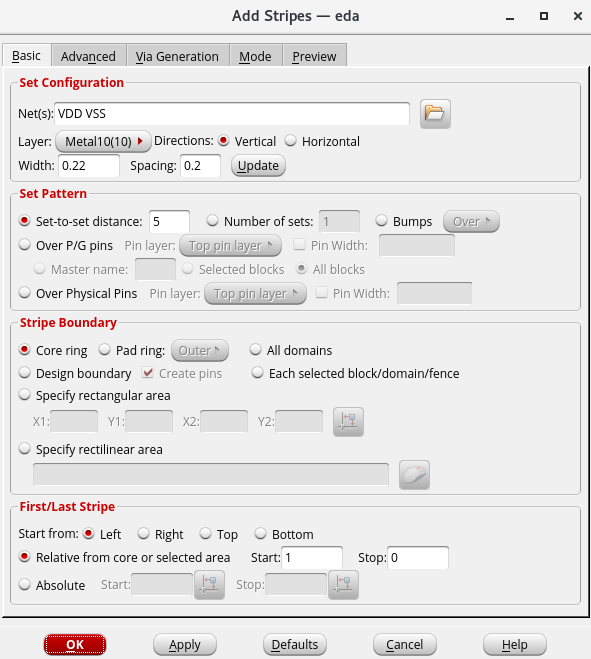 Add Stripes — eda
Basic Advanced Via Generation Mode Preview
Set Configuration
Net(s): VDD VSS
Layer: Metal10(10) Directions: Vertical Horizontal
Width: 0.22 Spacing: 0.2 Update
Set Pattern
Set-to-set distance: 5 Number of sets: 1 Bumps Over
Over P/G pins Pin layer: Top pin layer Pin Width:
Master name: Selected blocks All blocks
Over Physical Pins Pin layer: Top pin layer Pin Width:
Stripe Boundary
Core ring Pad ring: Outer All domains
Design boundary Create pins Each selected block/domain/fence
Specify rectangular area
X1: Y1: X2: Y2:
Specify rectilinear area
First/Last Stripe
Start from: Left Right Top Bottom
Relative from core or selected area Start: 1 Stop: 0
Absolute Start: Stop:
OK Apply Defaults Cancel Help